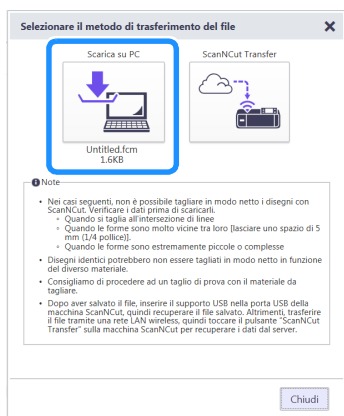 Selezionare il metodo di trasferimento del file
Scarica su PC
ScanNCut Transfer
Untitled.fcm
1.6KB
Note
• Nei casi seguenti, non è possibile tagliare in modo netto i disegni con
ScanNCut. Verificare i dati prima di scaricarli.
◦ Quando si taglia all'intersezione di linee
◦ Quando le forme sono molto vicine tra loro [lasciare uno spazio di 5
mm (1/4 pollice)].
◦ Quando le forme sono estremamente piccole o complesse
• Disegni identici potrebbero non essere tagliati in modo netto in funzione
del diverso materiale.
• Consigliamo di procedere ad un taglio di prova con il materiale da
tagliare.
• Dopo aver salvato il file, inserire il supporto USB nella porta USB della
macchina ScanNCut, quindi recuperare il file salvato. Altrimenti, trasferire
il file tramite una rete LAN wireless, quindi toccare il pulsante "ScanNCut
Transfer" sulla macchina ScanNCut per recuperare i dati dal server.
Chiudi